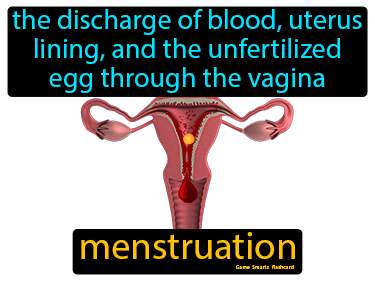 the discharge of blood, uterus
lining, and the unfertilized
egg through the vagina
menstruation
Game Smartz flashcard